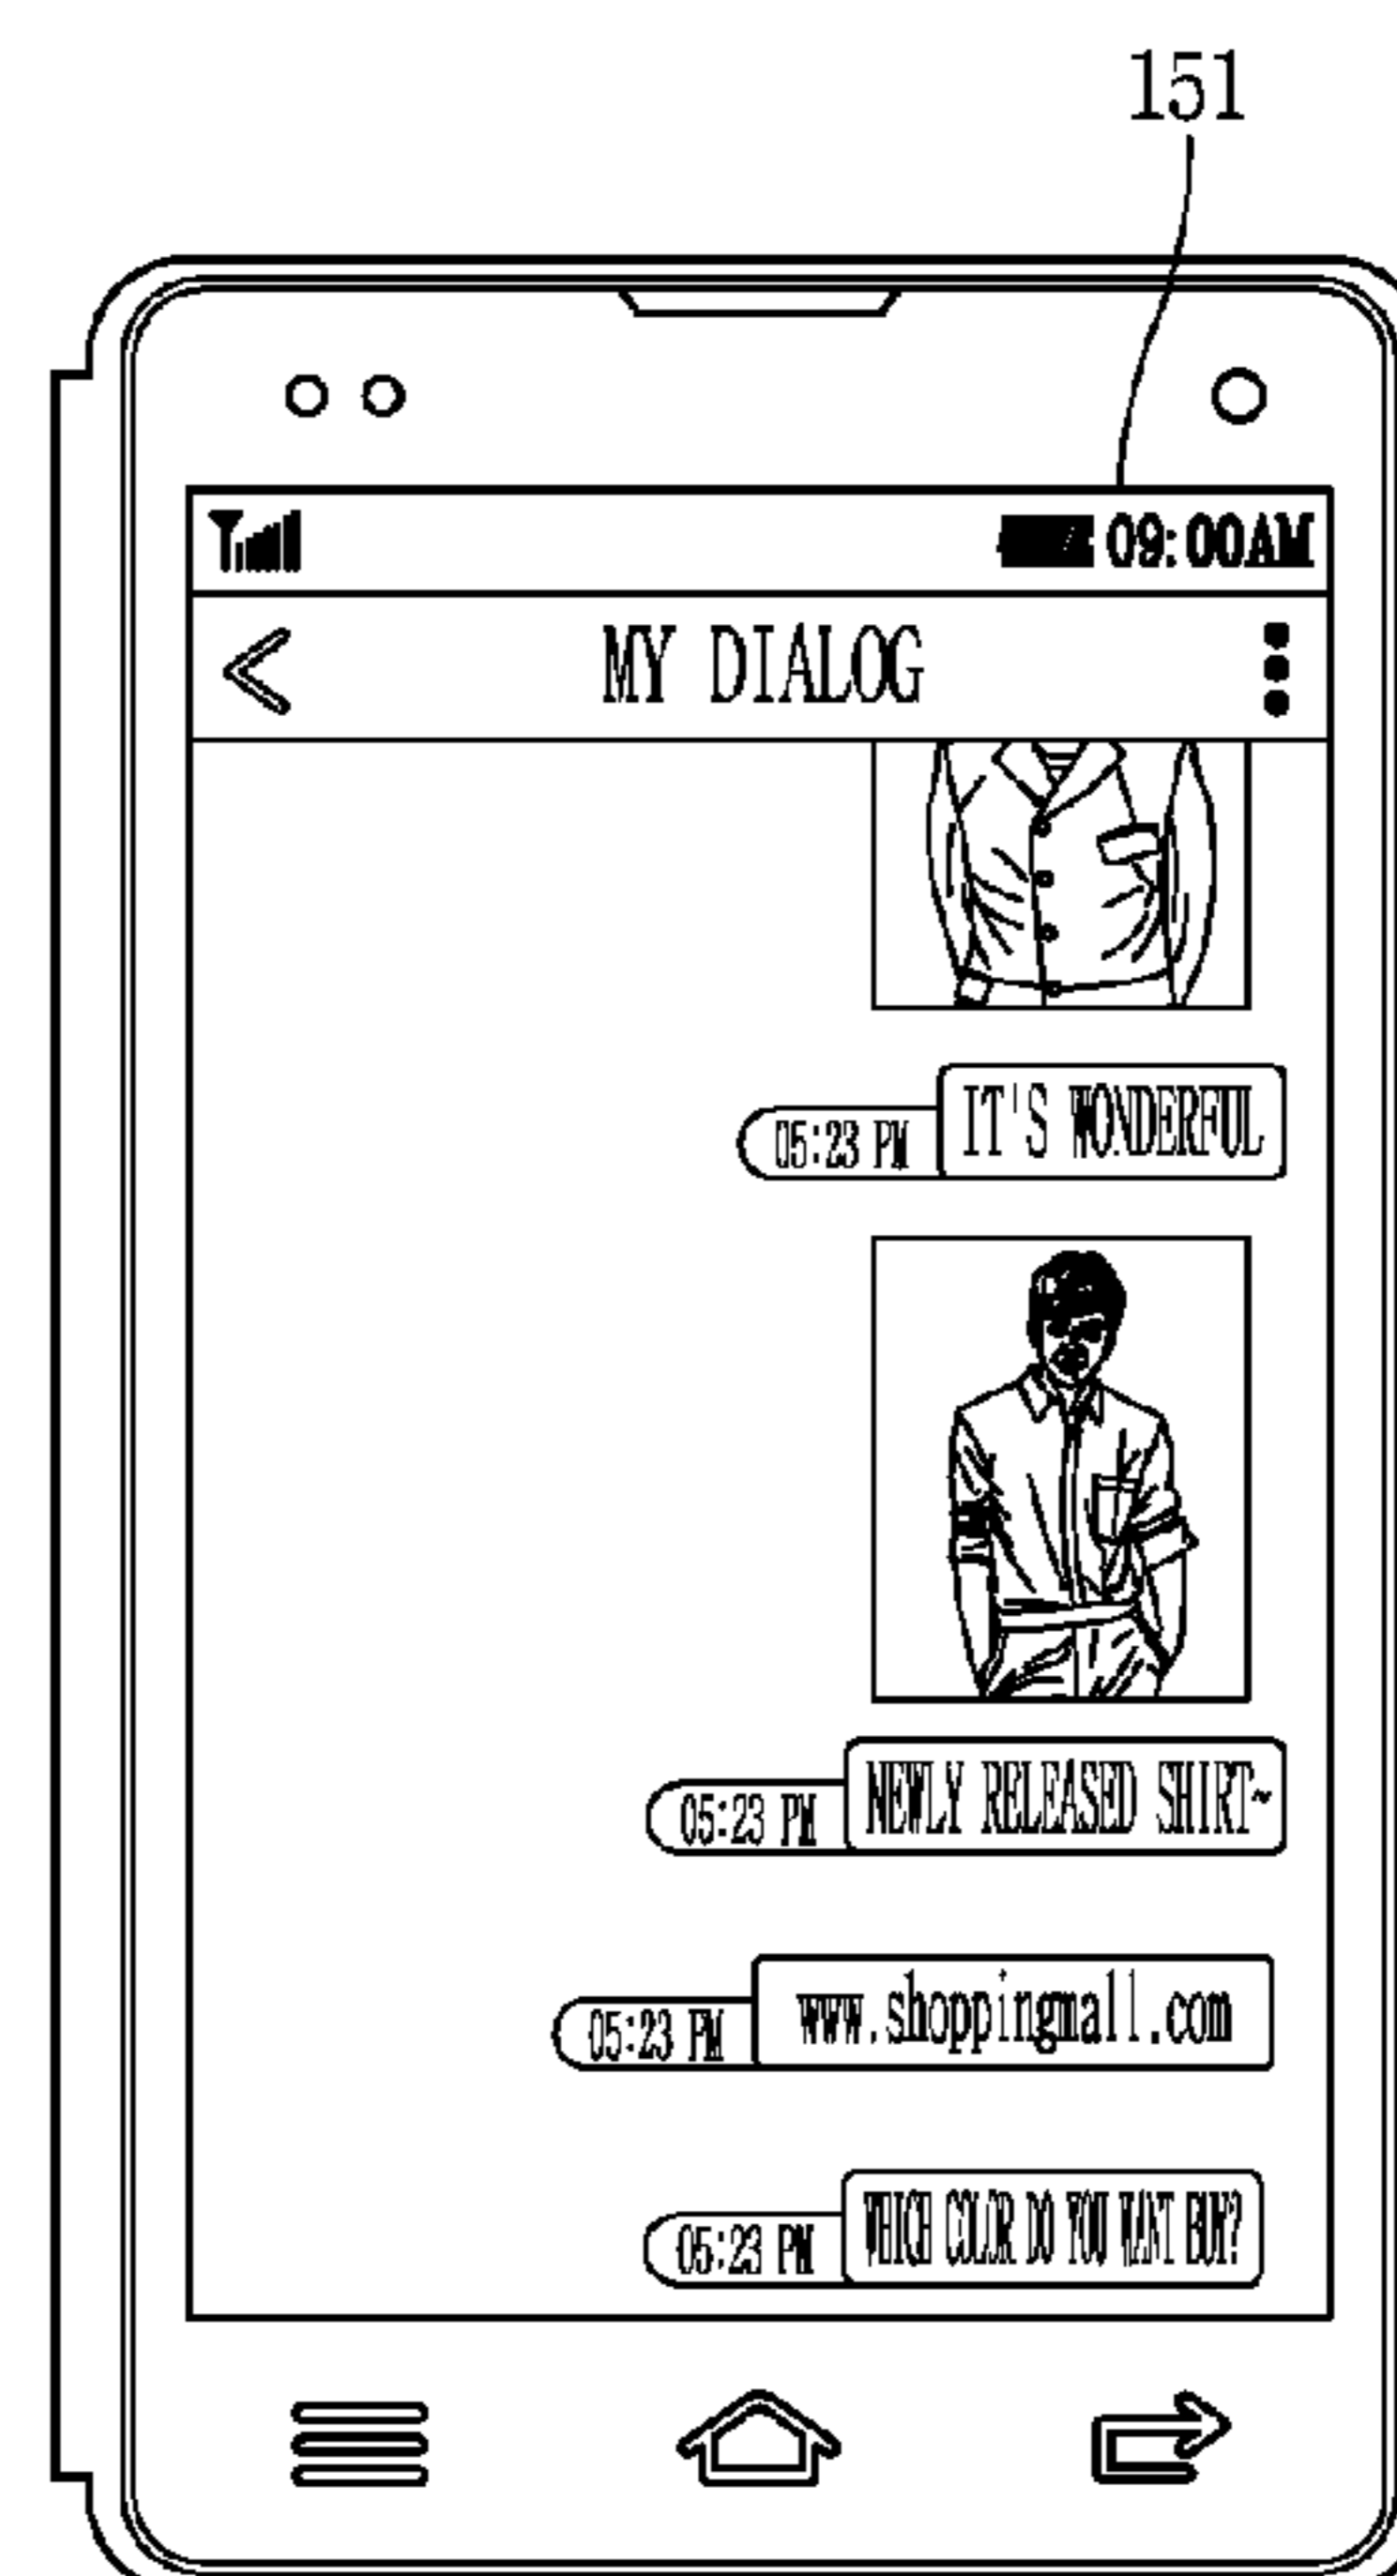 151
09:00AM
MY DIALOG
05:23 PM IT'S WONDERFUL
05:23 PM NEWLY RELEASED SHIRT~
05:23 PM www.shoppingmall.com
05:23 PM WHICH COLOR DO YOU WANT BUY?